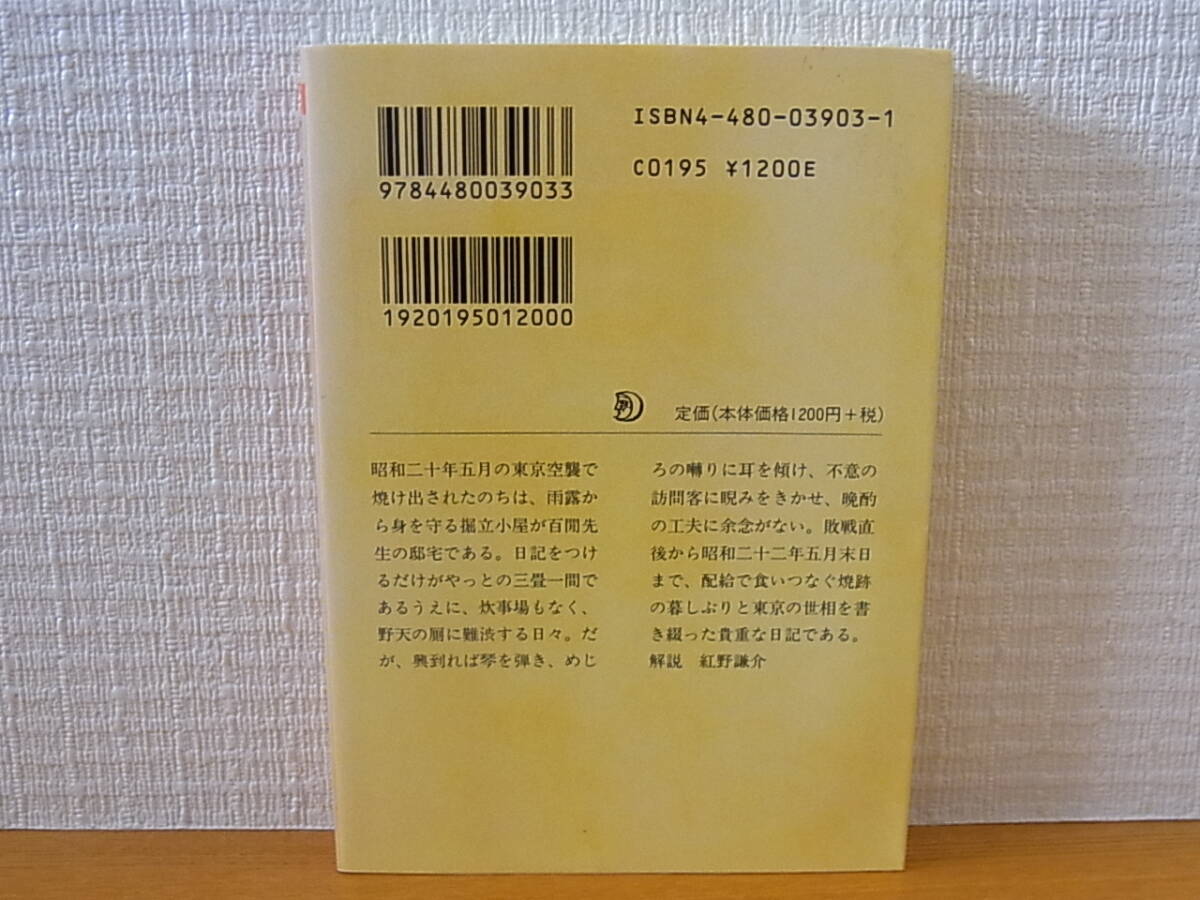 ISBN4-480-03903-1
C0195 ¥1200E
9784480039033
1920195012000
定価(本体価格1200円+税)
昭和二十年五月の東京空襲で
焼け出されたのちは、雨露か
ら身を守る掘立小屋が百閒先
生の邸宅である。日記をつけ
るだけがやっとの三畳一間で
あるうえに、炊事場もなく、
野天の厠に難渋する日々。だ
が、興到れば琴を弾き、めじ
ろの囀りに耳を傾け、不意の
訪問客に睨みをきかせ、晩酌
の工夫に余念がない。敗戦直
後から昭和二十二年五月末日
まで、配給で食いつなぐ焼跡
の暮しぶりと東京の世相を書
き綴った貴重な日記である。
解説 紅野謙介